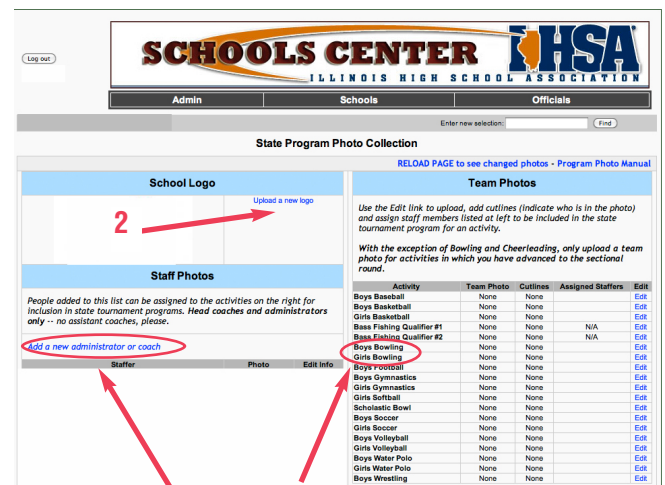 Log out
SCHOOLS CENTER
IHSA
ILLINOIS HIGH SCHOOL ASSOCIATION
Admin Schools Officials
Enter new selection: Find
State Program Photo Collection
RELOAD PAGE to see changed photos - Program Photo Manual
School Logo
Upload a new logo
2
Staff Photos
People added to this list can be assigned to the activities on the right for
inclusion in state tournament programs. Head coaches and administrators
only -- no assistant coaches, please.
Add a new administrator or coach
Staffer Photo Edit Info
Team Photos
Use the Edit link to upload, add cutlines (indicate who is in the photo)
and assign staff members listed at left to be included in the state
tournament program for an activity.
With the exception of Bowling and Cheerleading, only upload a team
photo for activities in which you have advanced to the sectional
round.
Activity Team Photo Cutlines Assigned Staffers Edit
Boys Baseball None None Edit
Boys Basketball None None Edit
Girls Basketball None None Edit
Bass Fishing Qualifier #1 None None N/A Edit
Bass Fishing Qualifier #2 None None N/A Edit
Boys Bowling None None Edit
Girls Bowling None None Edit
Boys Football None None Edit
Boys Gymnastics None None Edit
Girls Gymnastics None None Edit
Girls Softball None None Edit
Scholastic Bowl None None Edit
Boys Soccer None None Edit
Girls Soccer None None Edit
Boys Volleyball None None Edit
Girls Volleyball None None Edit
Boys Water Polo None None Edit
Girls Water Polo None None Edit
Boys Wrestling None None Edit